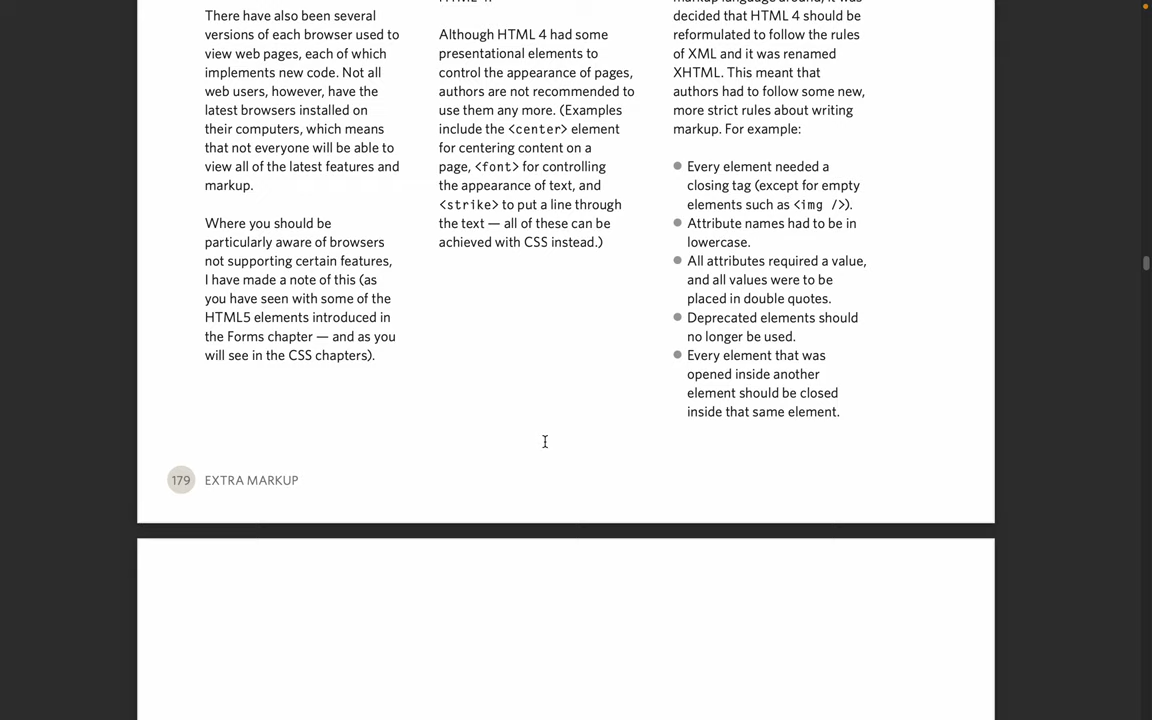 There have also been several
versions of each browser used to
view web pages, each of which
implements new code. Not all
web users, however, have the
latest browsers installed on
their computers, which means
that not everyone will be able to
view all of the latest features and
markup.
Where you should be
particularly aware of browsers
not supporting certain features,
I have made a note of this (as
you have seen with some of the
HTML5 elements introduced in
the Forms chapter — and as you
will see in the CSS chapters).
Although HTML 4 had some
presentational elements to
control the appearance of pages,
authors are not recommended to
use them any more. (Examples
include the <center> element
for centering content on a
page, <font> for controlling
the appearance of text, and
<strike> to put a line through
the text — all of these can be
achieved with CSS instead.)
markup language around, it was
decided that HTML 4 should be
reformulated to follow the rules
of XML and it was renamed
XHTML. This meant that
authors had to follow some new,
more strict rules about writing
markup. For example:
● Every element needed a
closing tag (except for empty
elements such as <img />).
● Attribute names had to be in
lowercase.
● All attributes required a value,
and all values were to be
placed in double quotes.
● Deprecated elements should
no longer be used.
● Every element that was
opened inside another
element should be closed
inside that same element.
179 EXTRA MARKUP